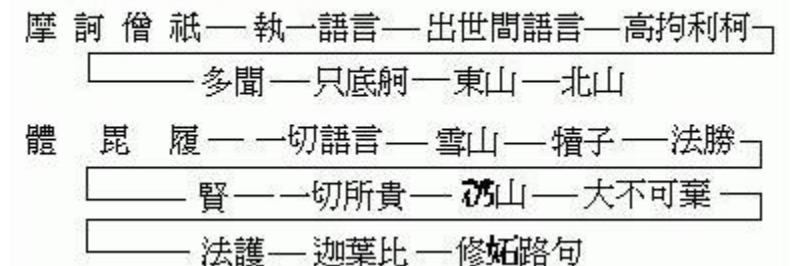 摩訶僧祇——執一語言——出世間語言——高拘利柯
多聞——只底舸——東山——北山
體毘履——一切語言——雪山——犢子——法勝
賢——一切所貴——山——大不可棄
法護——迦葉比——修妬路句